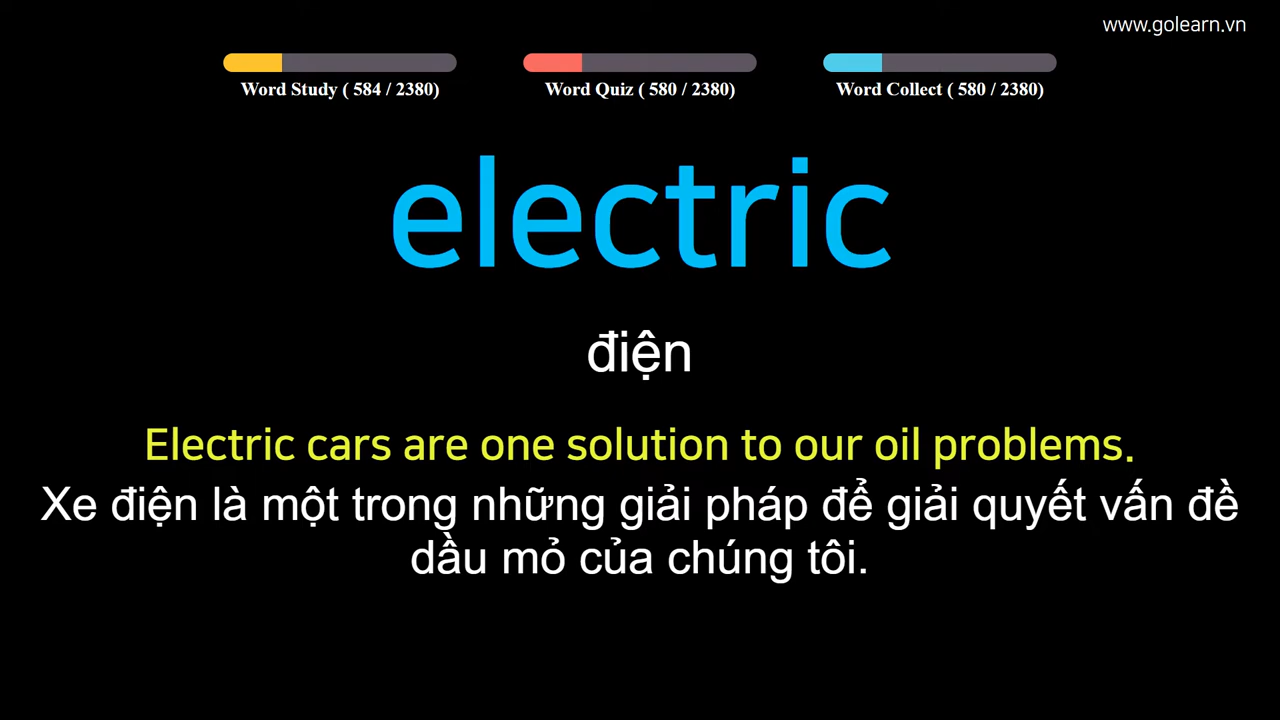 www.golearn.vn
Word Study ( 584 / 2380)
Word Quiz ( 580 / 2380)
Word Collect ( 580 / 2380)
electric
điện
Electric cars are one solution to our oil problems.
Xe điện là một trong những giải pháp để giải quyết vấn đề
dầu mỏ của chúng tôi.